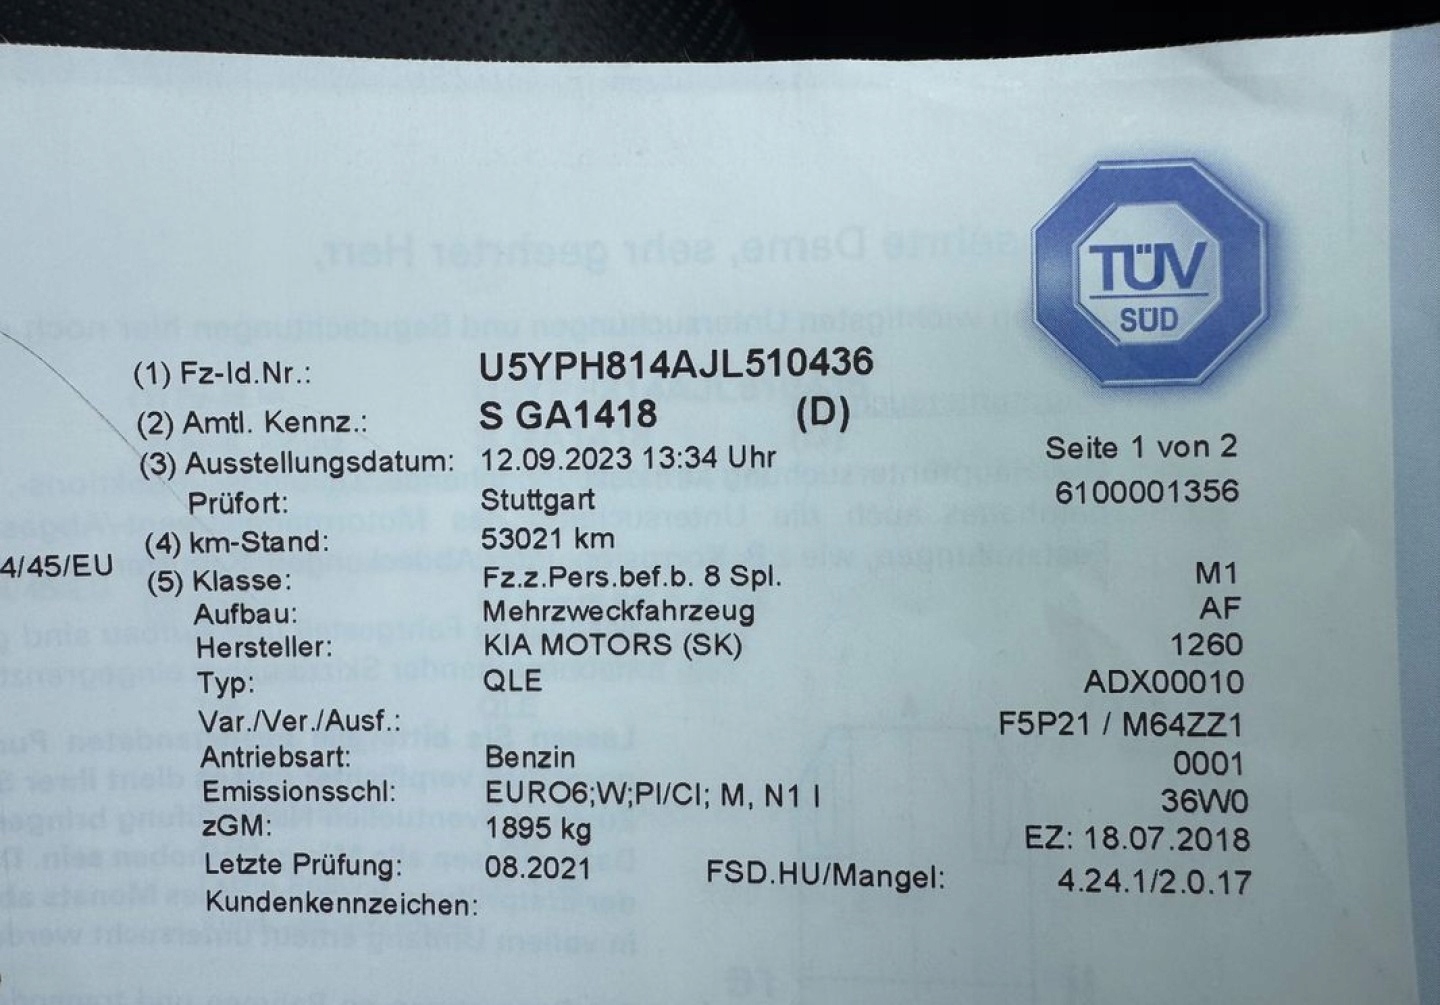 TÜV
SÜD
(1) Fz-Id.Nr.: U5YPH814AJL510436
(2) Amtl. Kennz.: S GA1418 (D)
Seite 1 von 2
(3) Ausstellungsdatum: 12.09.2023 13:34 Uhr
6100001356
Prüfort: Stuttgart
(4) km-Stand: 53021 km
4/45/EU
(5) Klasse: Fz.z.Pers.bef.b. 8 Spl. M1
Aufbau: Mehrzweckfahrzeug AF
Hersteller: KIA MOTORS (SK) 1260
Typ: QLE ADX00010
Var./Ver./Ausf.: F5P21 / M64ZZ1
Antriebsart: Benzin 0001
Emissionsschl: EURO6;W;PI/CI; M, N1 I 36W0
zGM: 1895 kg EZ: 18.07.2018
Letzte Prüfung: 08.2021 FSD.HU/Mangel: 4.24.1/2.0.17
Kundenkennzeichen: